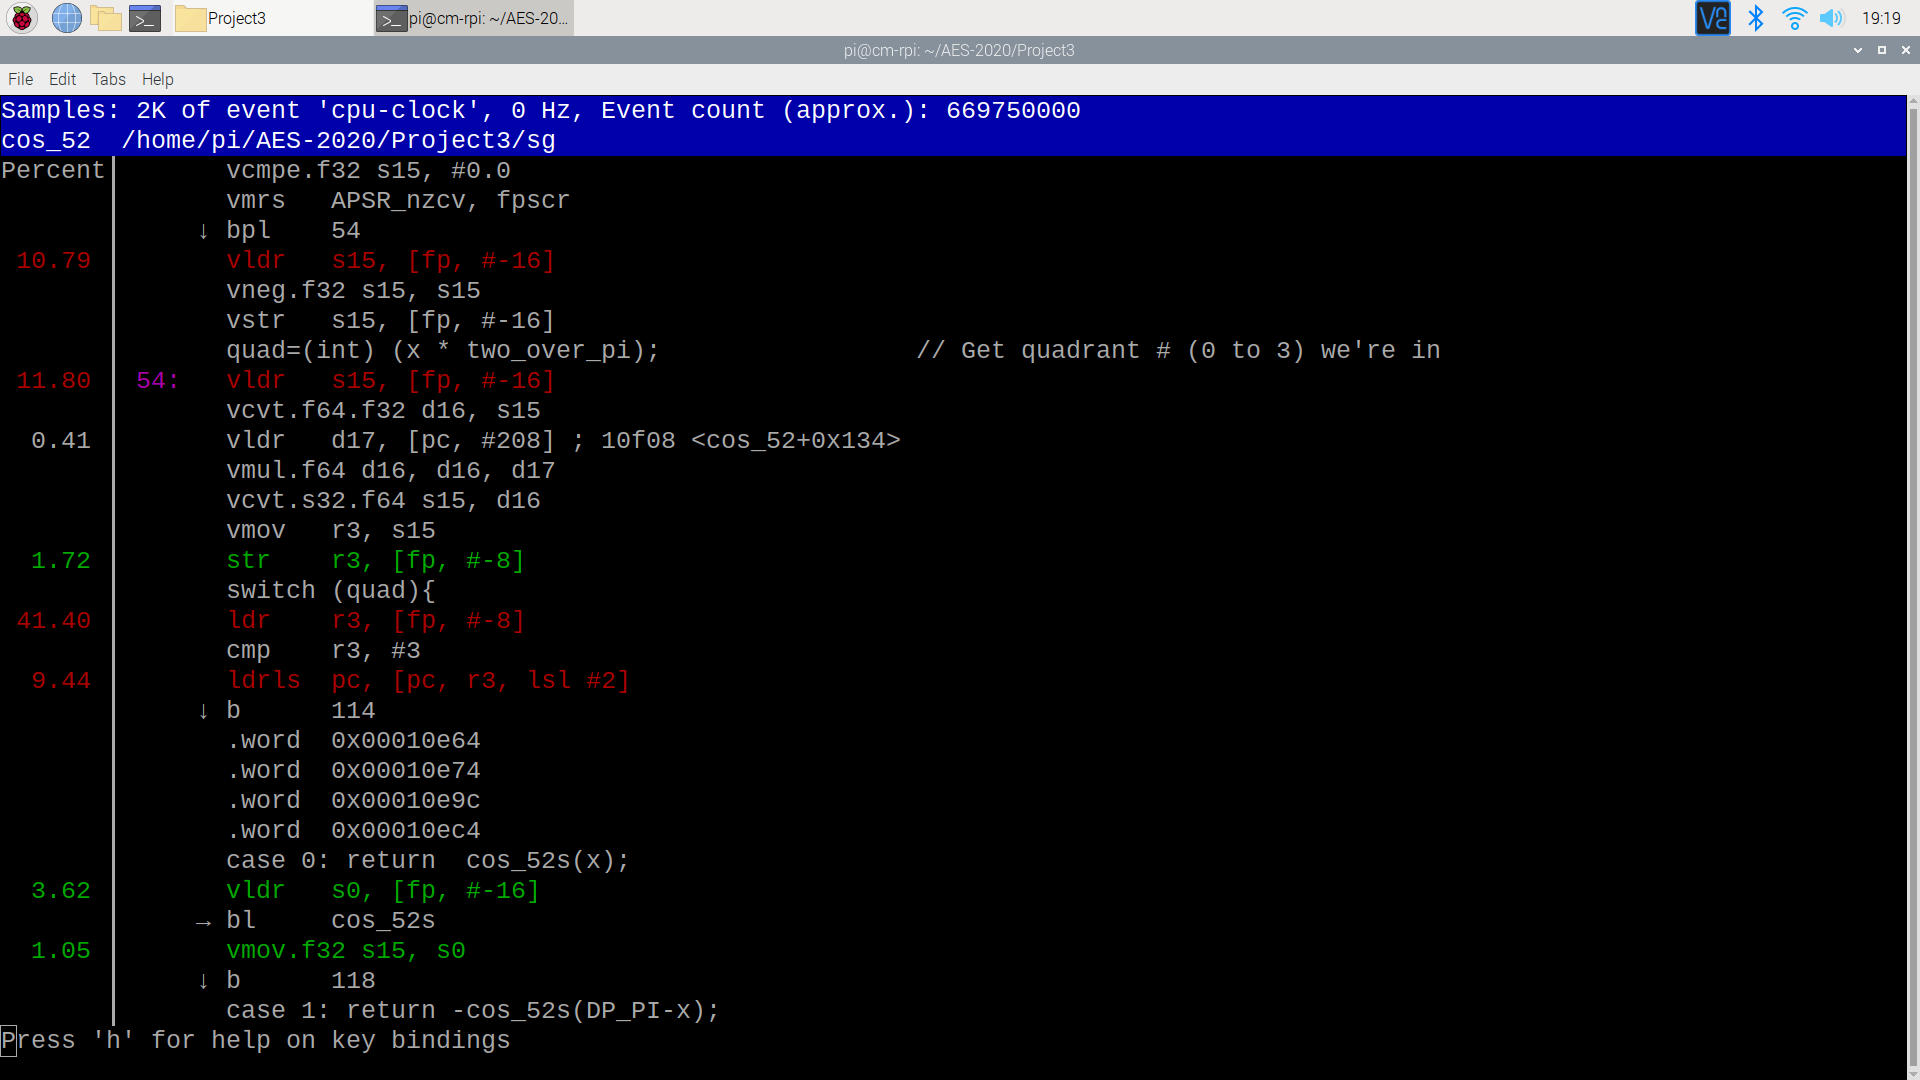 Project3 pi@cm-rpi: ~/AES-20... 19:19
pi@cm-rpi: ~/AES-2020/Project3
File Edit Tabs Help
Samples: 2K of event 'cpu-clock', 0 Hz, Event count (approx.): 669750000
cos_52  /home/pi/AES-2020/Project3/sg
Percent vcmpe.f32 s15, #0.0
vmrs   APSR_nzcv, fpscr
↓ bpl    54
10.79 vldr   s15, [fp, #-16]
vneg.f32 s15, s15
vstr   s15, [fp, #-16]
quad=(int) (x * two_over_pi);                 // Get quadrant # (0 to 3) we're in
11.80 54: vldr   s15, [fp, #-16]
vcvt.f64.f32 d16, s15
0.41 vldr   d17, [pc, #208] ; 10f08 <cos_52+0x134>
vmul.f64 d16, d16, d17
vcvt.s32.f64 s15, d16
vmov   r3, s15
1.72 str    r3, [fp, #-8]
switch (quad){
41.40 ldr    r3, [fp, #-8]
cmp    r3, #3
9.44 ldrls  pc, [pc, r3, lsl #2]
↓ b      114
.word  0x00010e64
.word  0x00010e74
.word  0x00010e9c
.word  0x00010ec4
case 0: return  cos_52s(x);
3.62 vldr   s0, [fp, #-16]
→ bl     cos_52s
1.05 vmov.f32 s15, s0
↓ b      118
case 1: return -cos_52s(DP_PI-x);
Press 'h' for help on key bindings